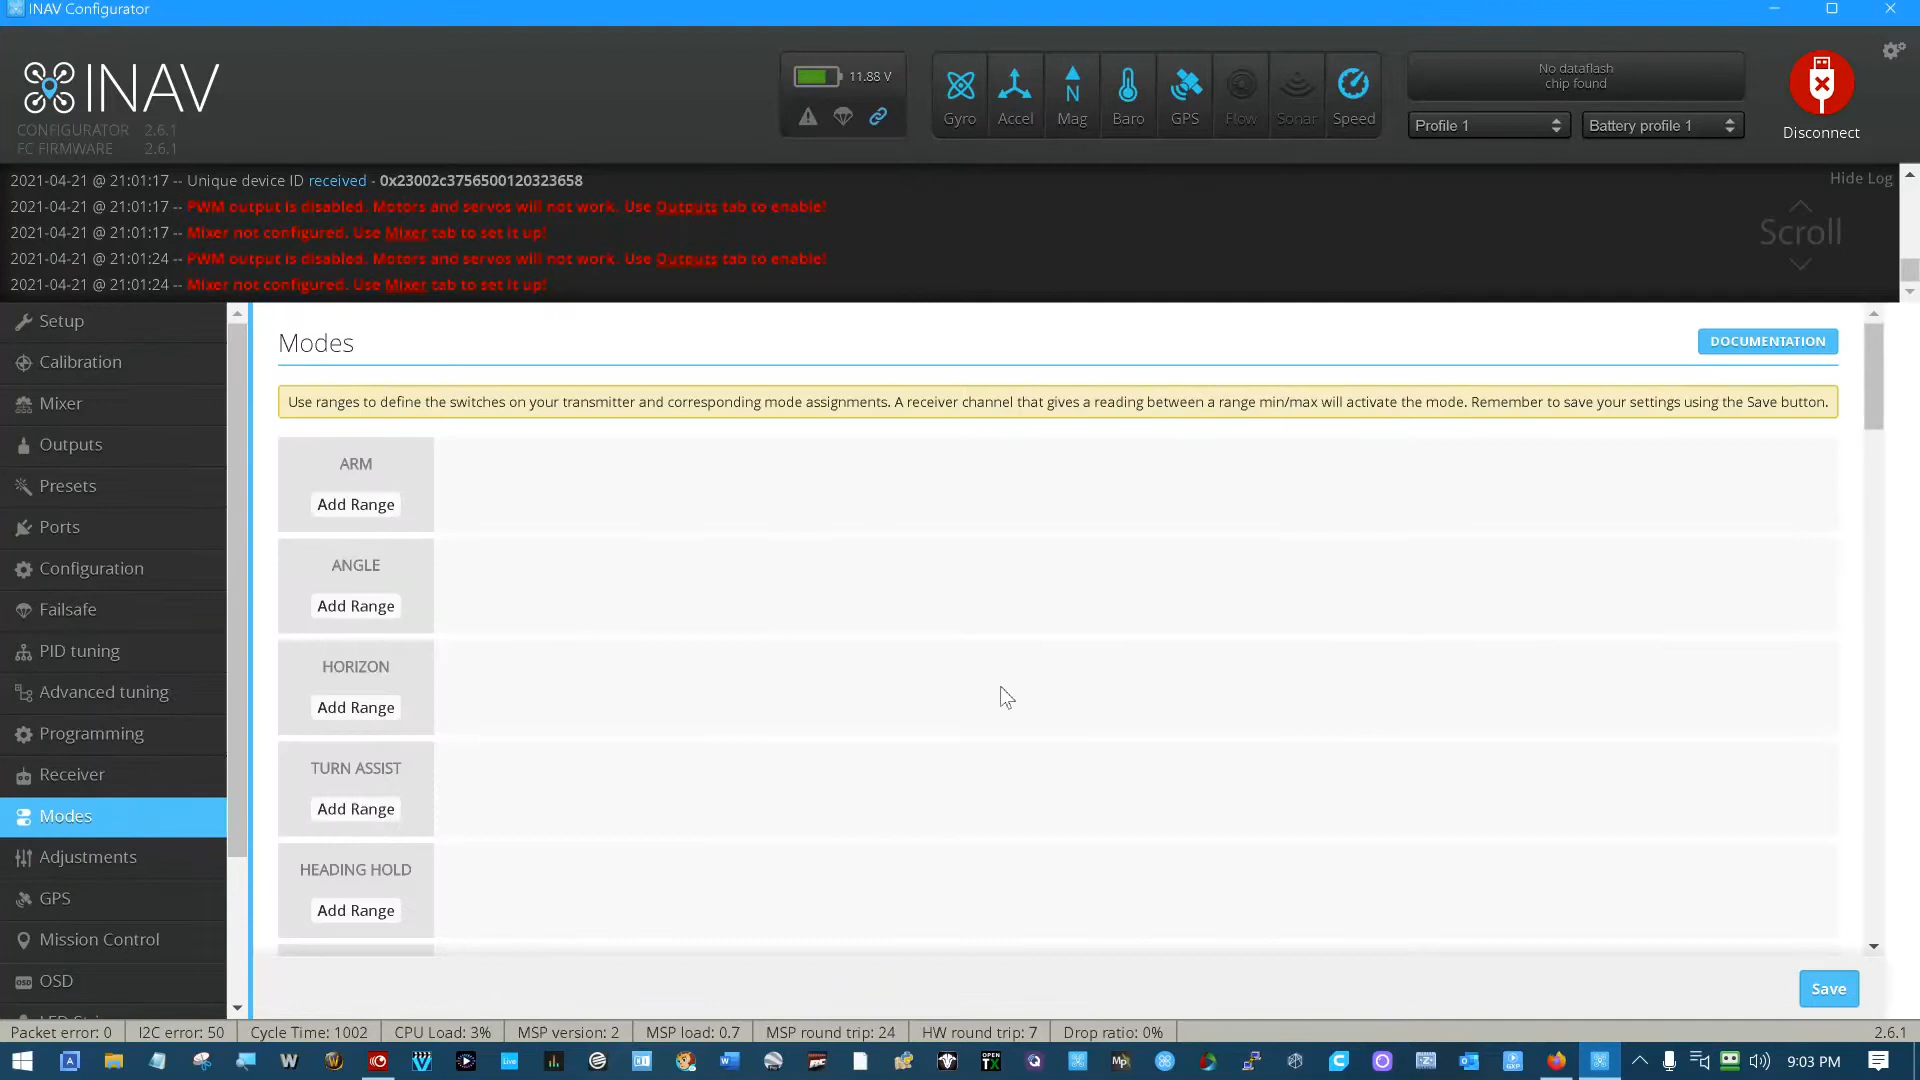 INAV Configurator
INAV
CONFIGURATOR 2.6.1
FC FIRMWARE 2.6.1
11.88 V
Gyro Accel Mag Baro GPS Flow Sonar Speed
No dataflash
chip found
Profile 1
Battery profile 1
Disconnect
2021-04-21 @ 21:01:17 -- Unique device ID received - 0x23002c3756500120323658
2021-04-21 @ 21:01:17 -- PWM output is disabled. Motors and servos will not work. Use Outputs tab to enable!
2021-04-21 @ 21:01:17 -- Mixer not configured. Use Mixer tab to set it up!
2021-04-21 @ 21:01:24 -- PWM output is disabled. Motors and servos will not work. Use Outputs tab to enable!
2021-04-21 @ 21:01:24 -- Mixer not configured. Use Mixer tab to set it up!
Hide Log
Scroll
Setup
Calibration
Mixer
Outputs
Presets
Ports
Configuration
Failsafe
PID tuning
Advanced tuning
Programming
Receiver
Modes
Adjustments
GPS
Mission Control
OSD
Modes
DOCUMENTATION
Use ranges to define the switches on your transmitter and corresponding mode assignments. A receiver channel that gives a reading between a range min/max will activate the mode. Remember to save your settings using the Save button.
ARM
Add Range
ANGLE
Add Range
HORIZON
Add Range
TURN ASSIST
Add Range
HEADING HOLD
Add Range
Save
Packet error: 0 I2C error: 50 Cycle Time: 1002 CPU Load: 3% MSP version: 2 MSP load: 0.7 MSP round trip: 24 HW round trip: 7 Drop ratio: 0% 2.6.1
9:03 PM